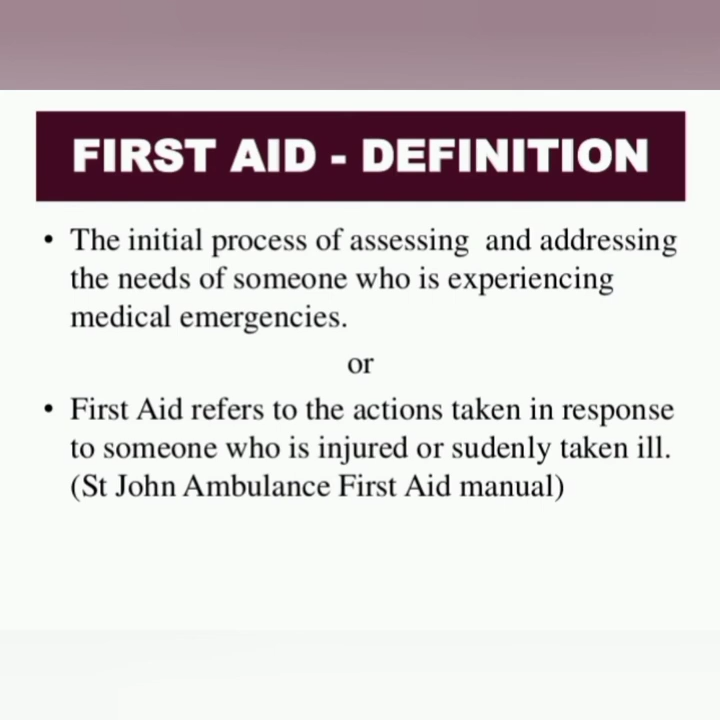 FIRST AID - DEFINITION
• The initial process of assessing and addressing
the needs of someone who is experiencing
medical emergencies.
or
• First Aid refers to the actions taken in response
to someone who is injured or sudenly taken ill.
(St John Ambulance First Aid manual)